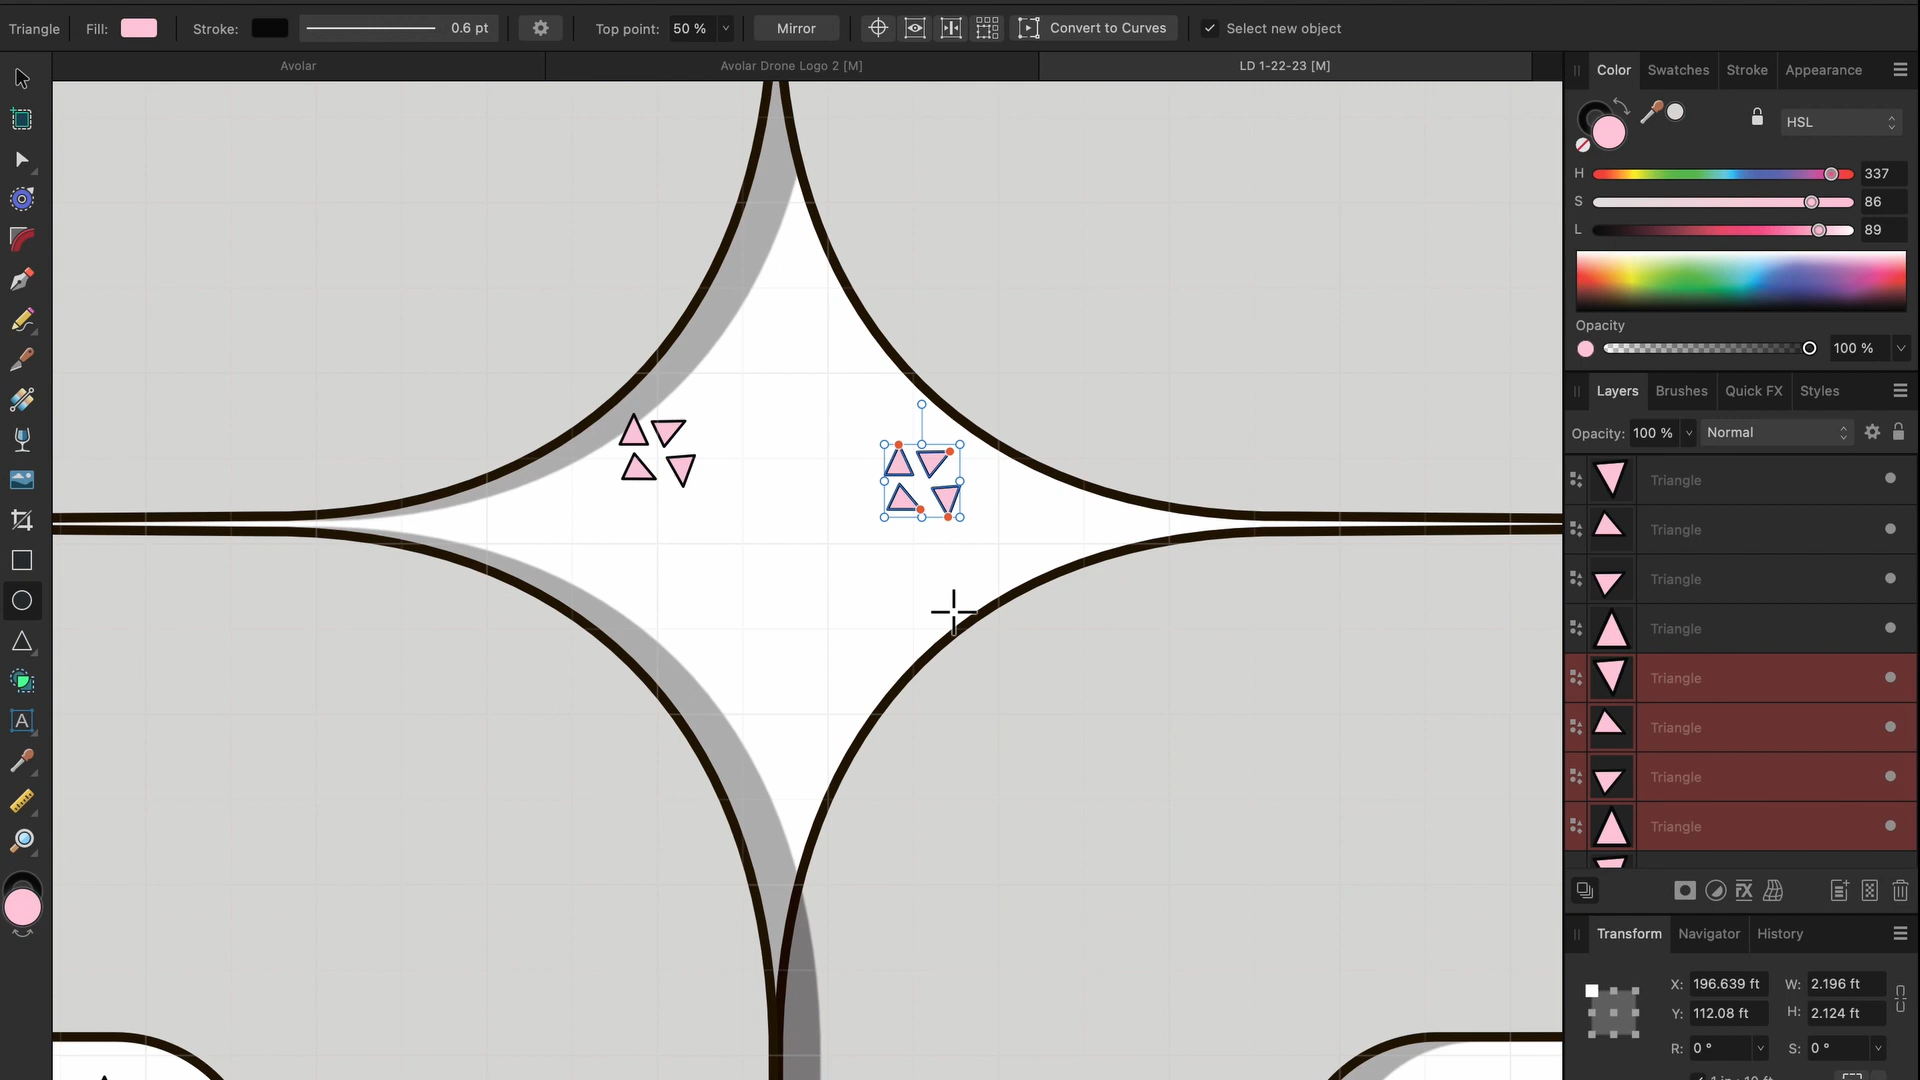 Triangle Fill: Stroke: 0.6 pt Top point: 50 % Mirror Convert to Curves Select new object
Avolar Avolar Drone Logo 2 [M] LD 1-22-23 [M]
Color Swatches Stroke Appearance
HSL
H 337
S 86
L 89
Opacity
100 %
Layers Brushes Quick FX Styles
Opacity: 100 % Normal
Triangle
Triangle
Triangle
Triangle
Triangle
Triangle
Triangle
Triangle
FX
A
Transform Navigator History
X: 196.639 ft W: 2.196 ft
Y: 112.08 ft H: 2.124 ft
R: 0 ° S: 0 °